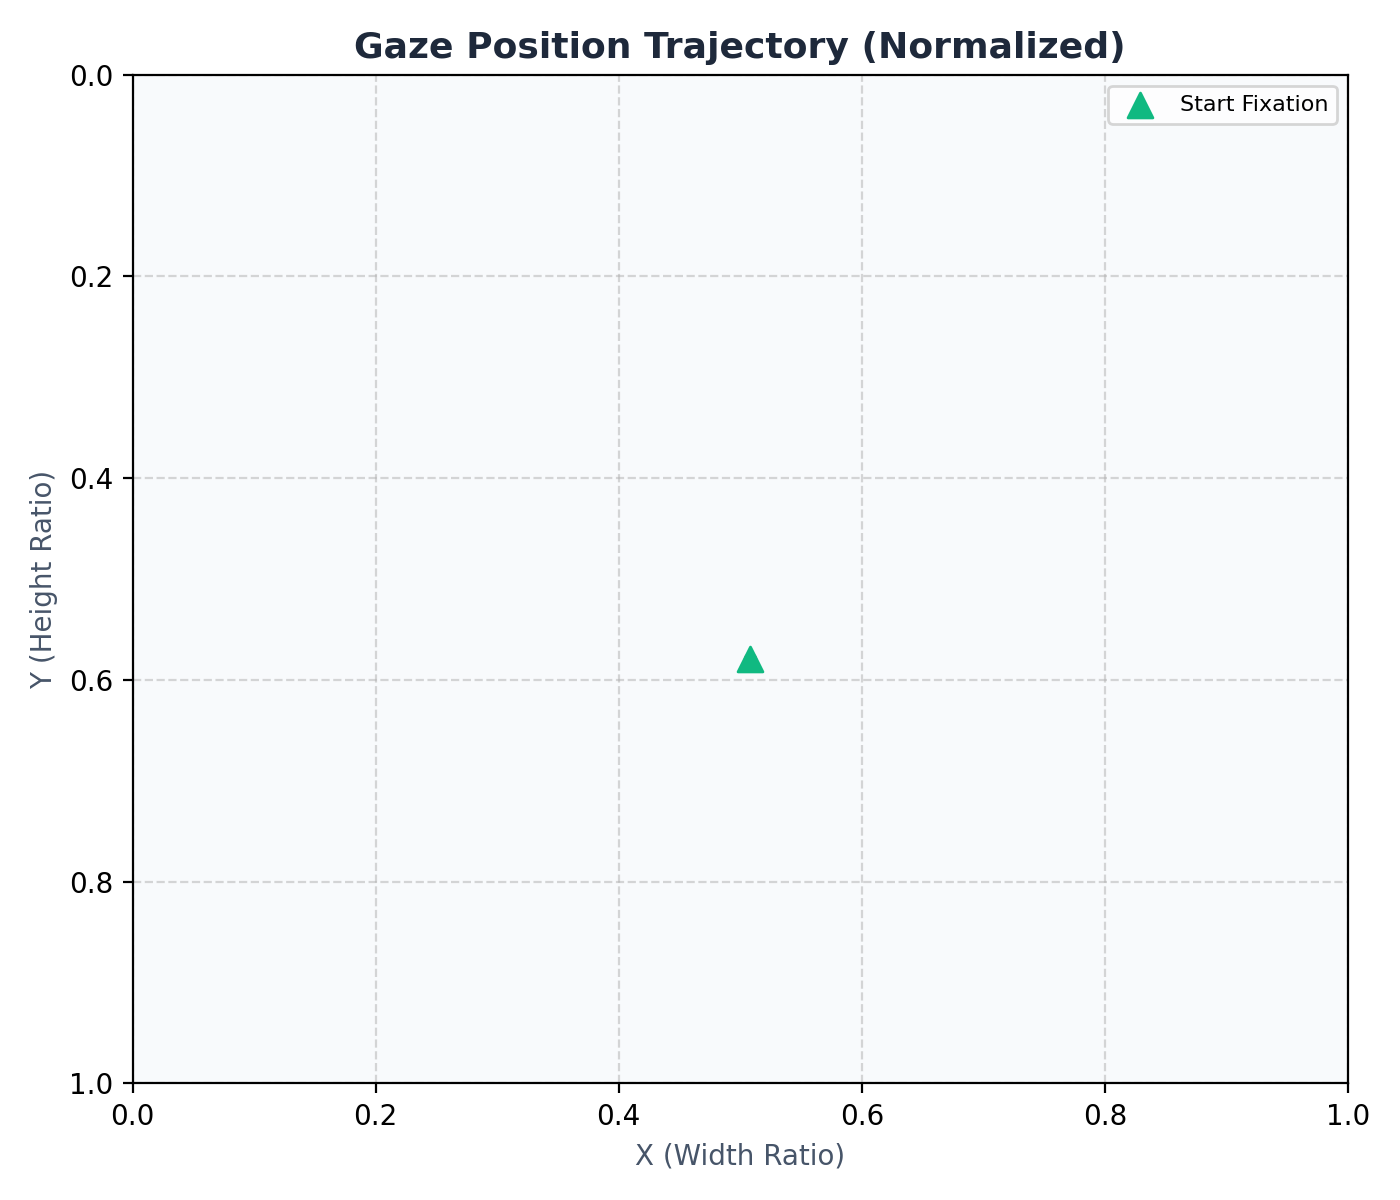 Gaze Position Trajectory (Normalized)
Start Fixation
Y (Height Ratio)
0.0
0.2
0.4
0.6
0.8
1.0
0.0 0.2 0.4 0.6 0.8 1.0
X (Width Ratio)